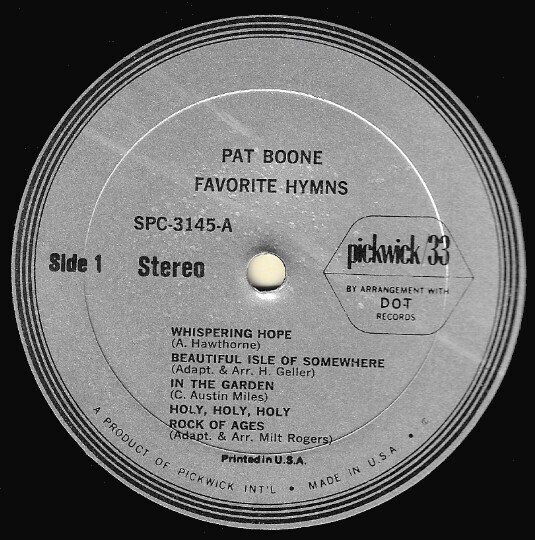 PAT BOONE
FAVORITE HYMNS
SPC-3145-A
Side 1
Stereo
pickwick/33
BY ARRANGEMENT WITH
DOT
RECORDS
WHISPERING HOPE
(A. Hawthorne)
BEAUTIFUL ISLE OF SOMEWHERE
(Adapt. & Arr. H. Geller)
IN THE GARDEN
(C. Austin Miles)
HOLY, HOLY, HOLY
ROCK OF AGES
(Adapt. & Arr. Milt Rogers)
Printed in U.S.A.
A PRODUCT OF PICKWICK INT'L • MADE IN U.S.A •